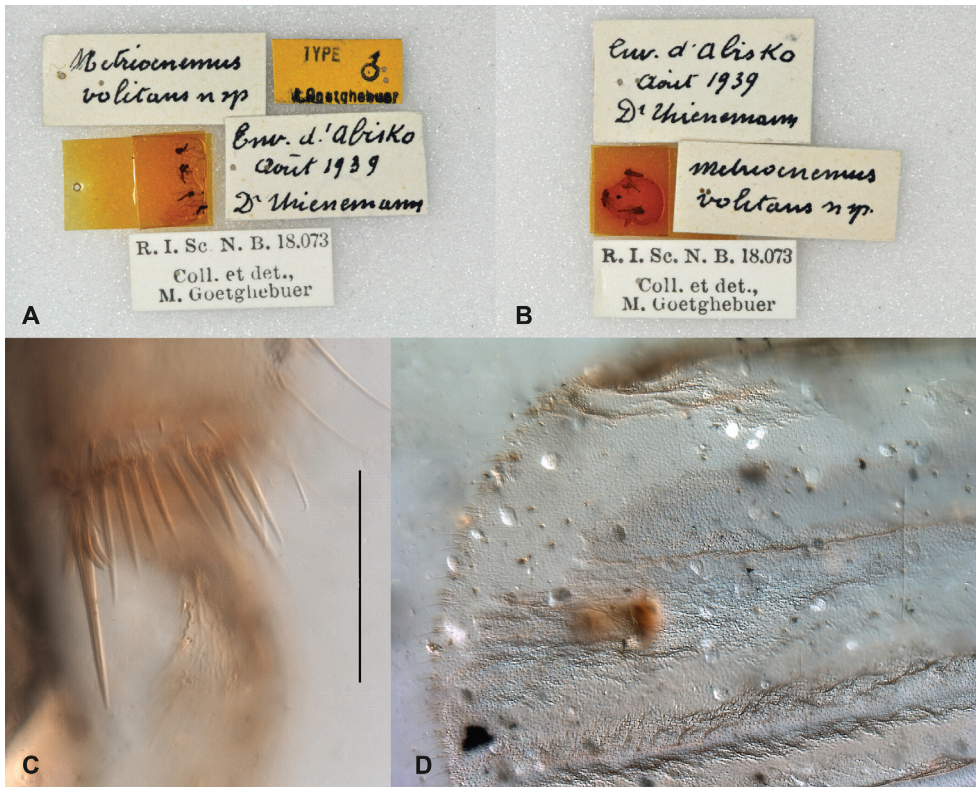 Metriocnemus
volitans n sp
TYPE ♂
M. Goetghebuer
Env. d'Abisko
Août 1939
Dr Thienemann
R. I. Sc. N. B. 18.073
Coll. et det.,
M. Goetghebuer
A
Env. d'Abisko
Août 1939
Dr Thienemann
Metriocnemus
volitans n sp.
R. I. Sc. N. B. 18.073
Coll. et det.,
M. Goetghebuer
B
C
D